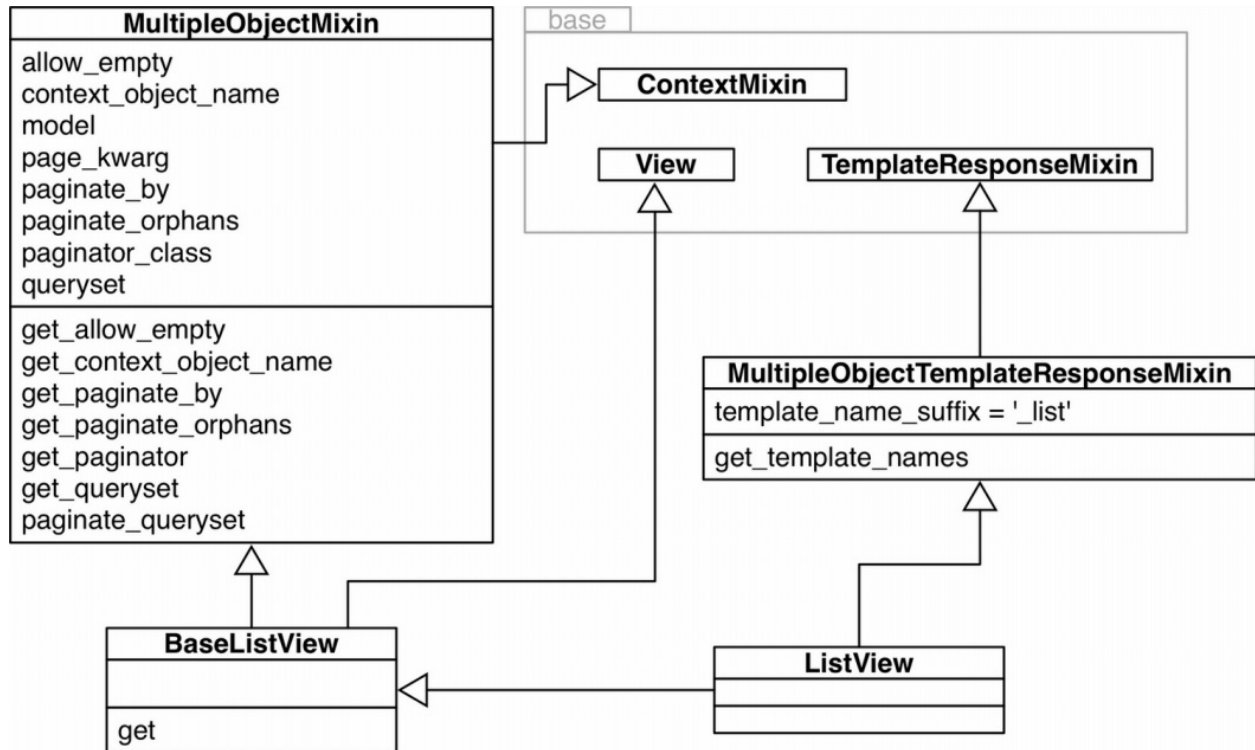 MultipleObjectMixin
allow_empty
context_object_name
model
page_kwarg
paginate_by
paginate_orphans
paginator_class
queryset
get_allow_empty
get_context_object_name
get_paginate_by
get_paginate_orphans
get_paginator
get_queryset
paginate_queryset
base
ContextMixin
View
TemplateResponseMixin
MultipleObjectTemplateResponseMixin
template_name_suffix = '_list'
get_template_names
BaseListView
get
ListView